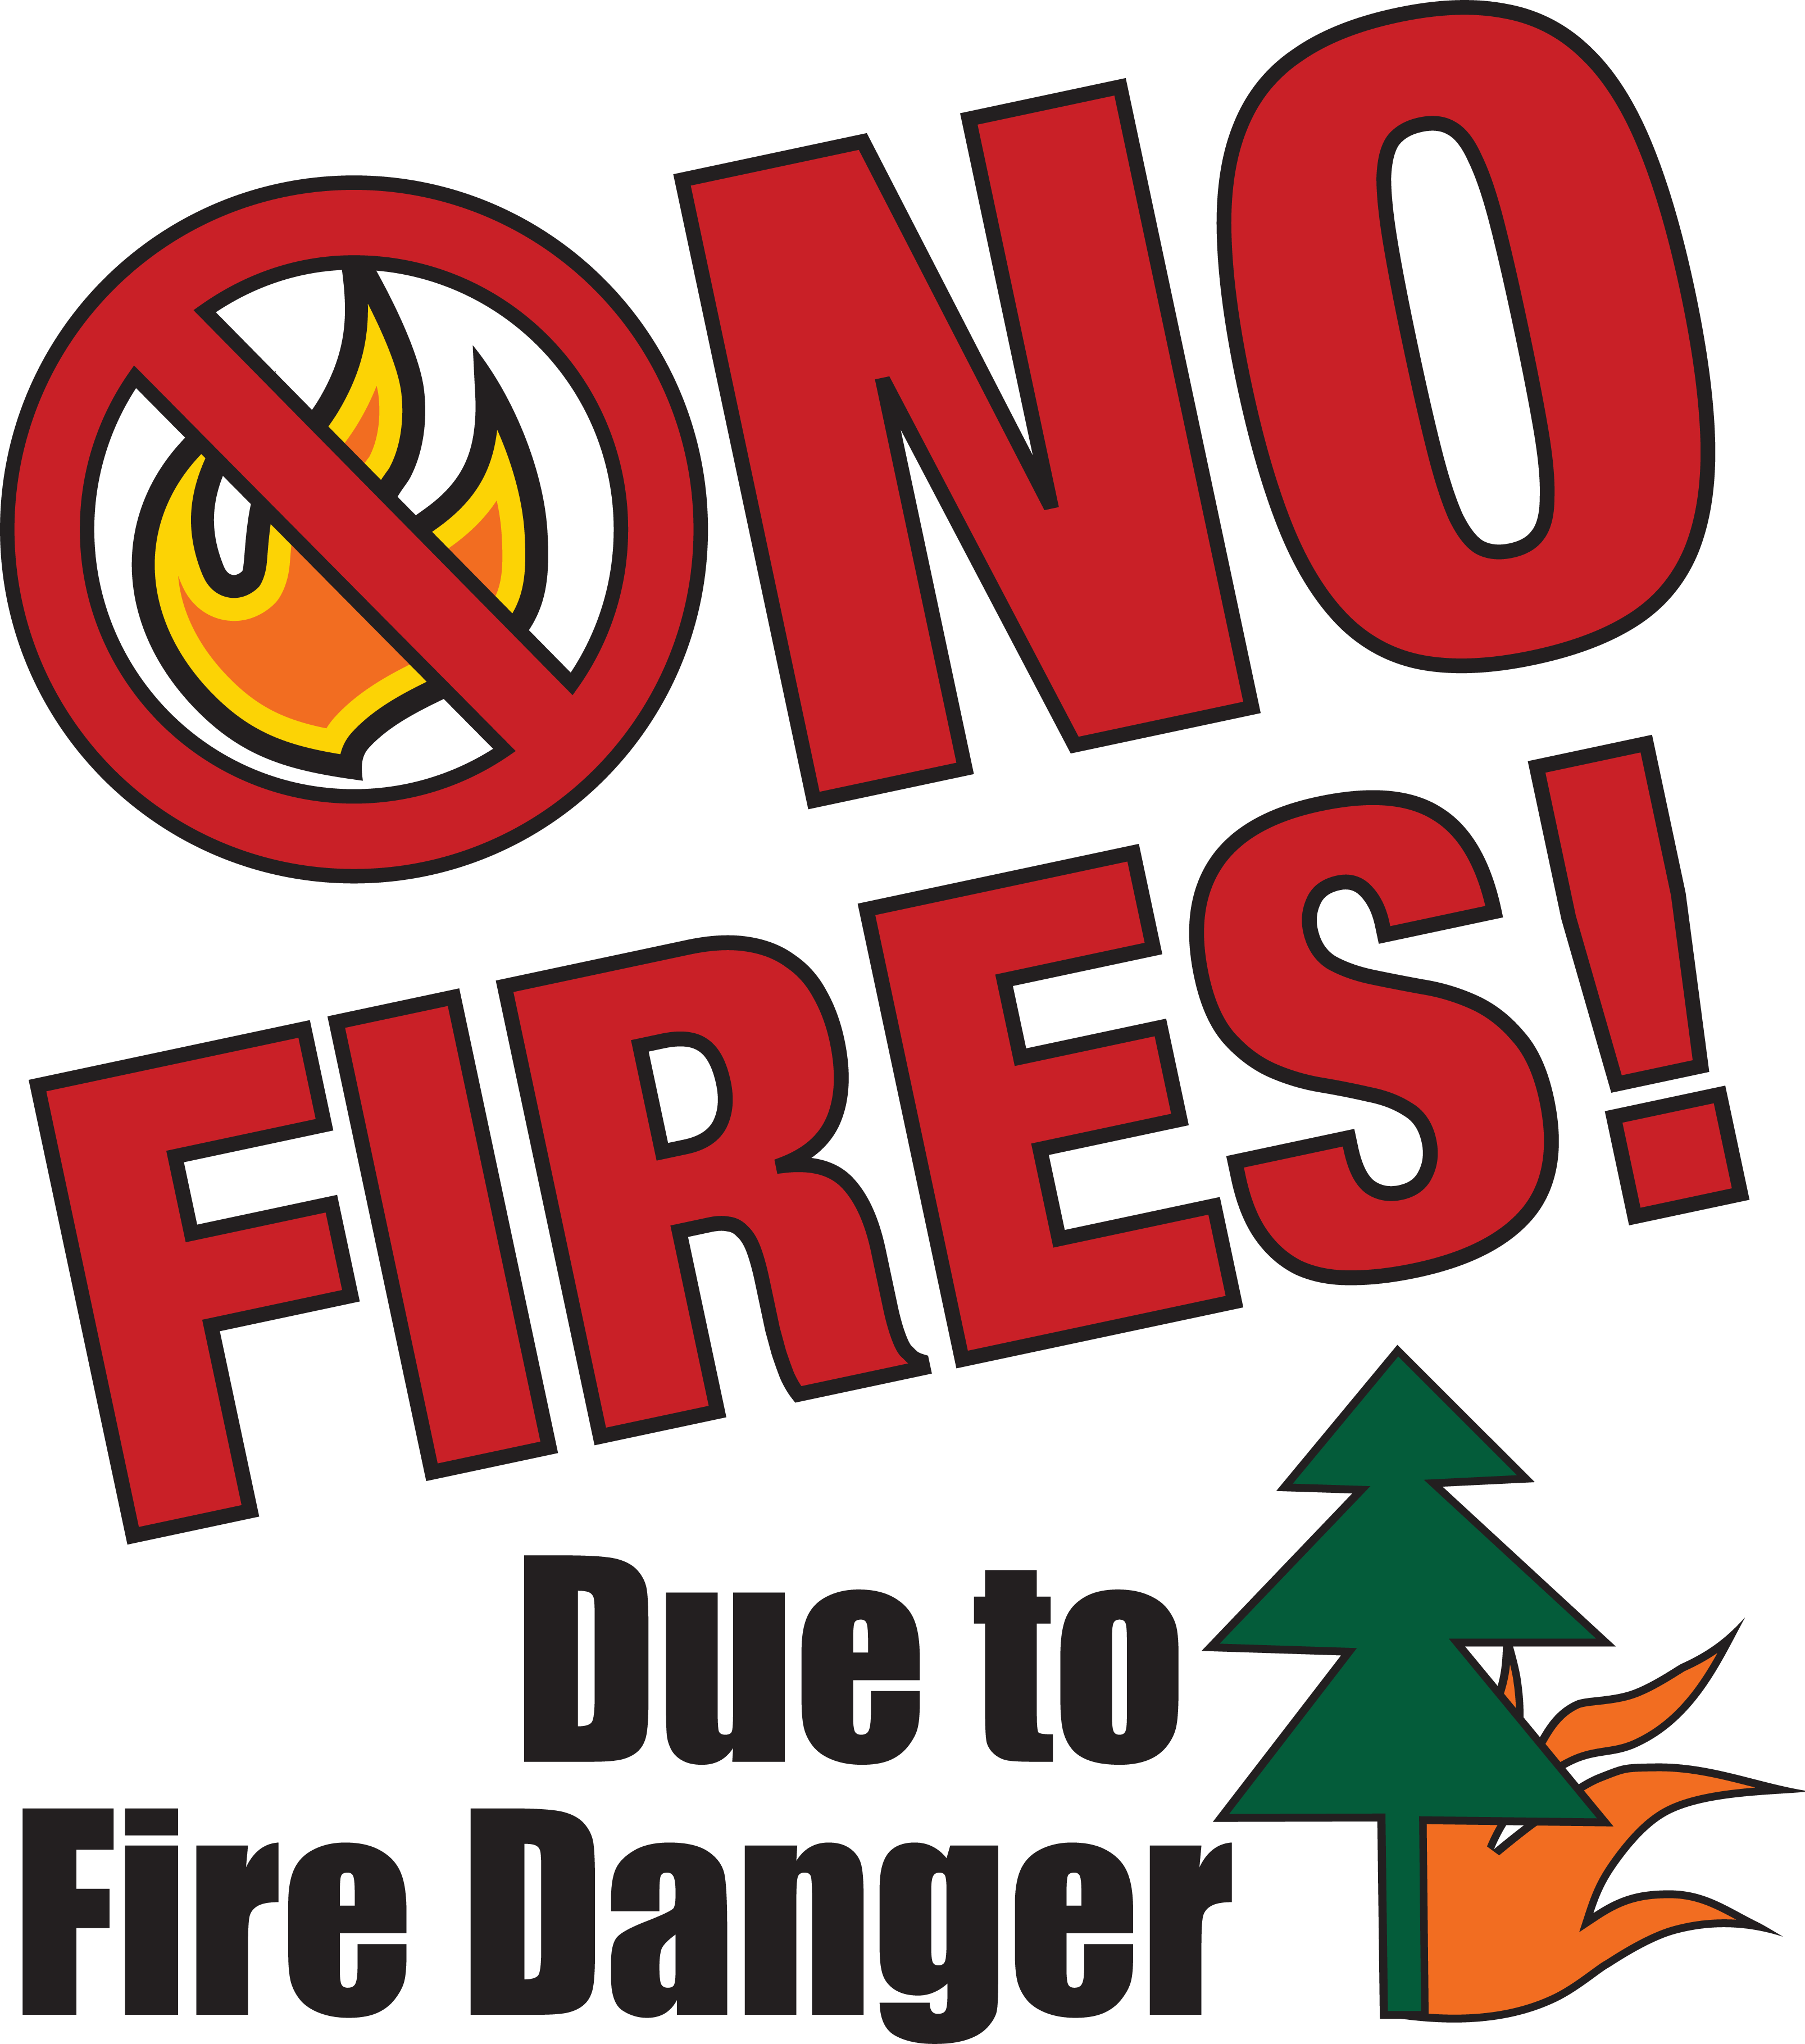 NO
FIRES!
Due to
Fire Danger